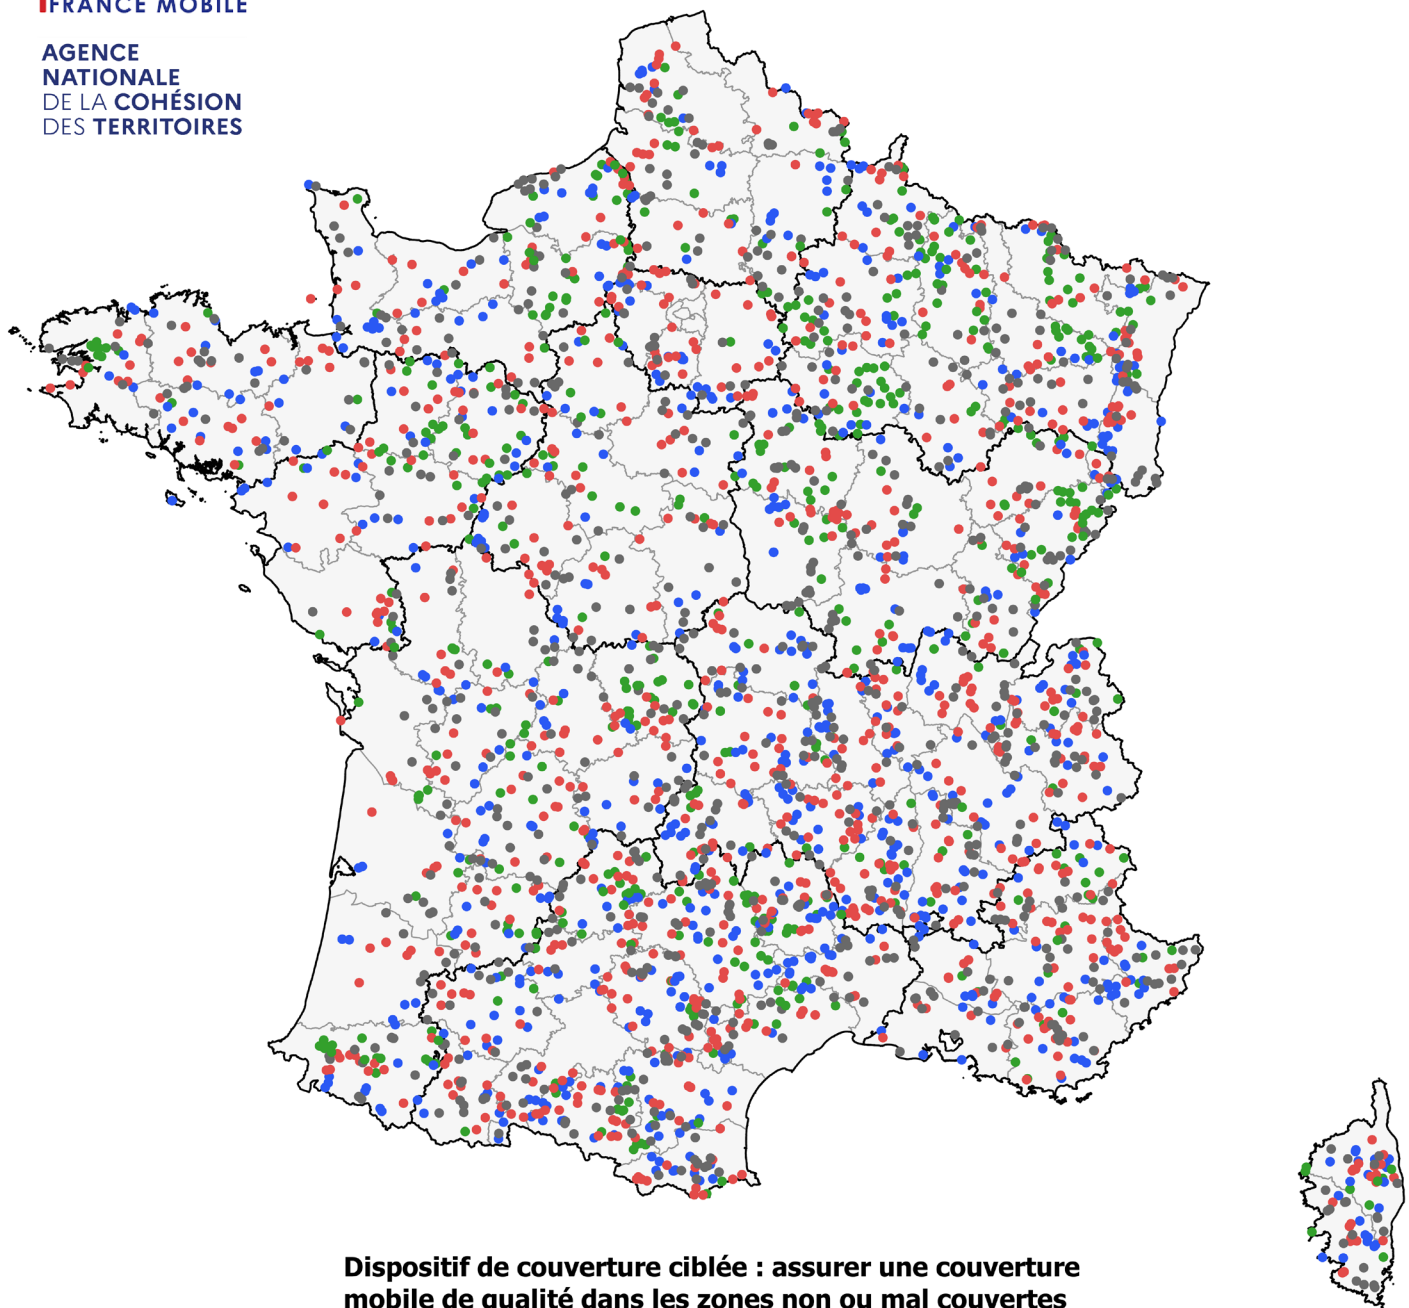 FRANCE MOBILE
AGENCE
NATIONALE
DE LA COHÉSION
DES TERRITOIRES
Dispositif de couverture ciblée : assurer une couverture
mobile de qualité dans les zones non ou mal couvertes